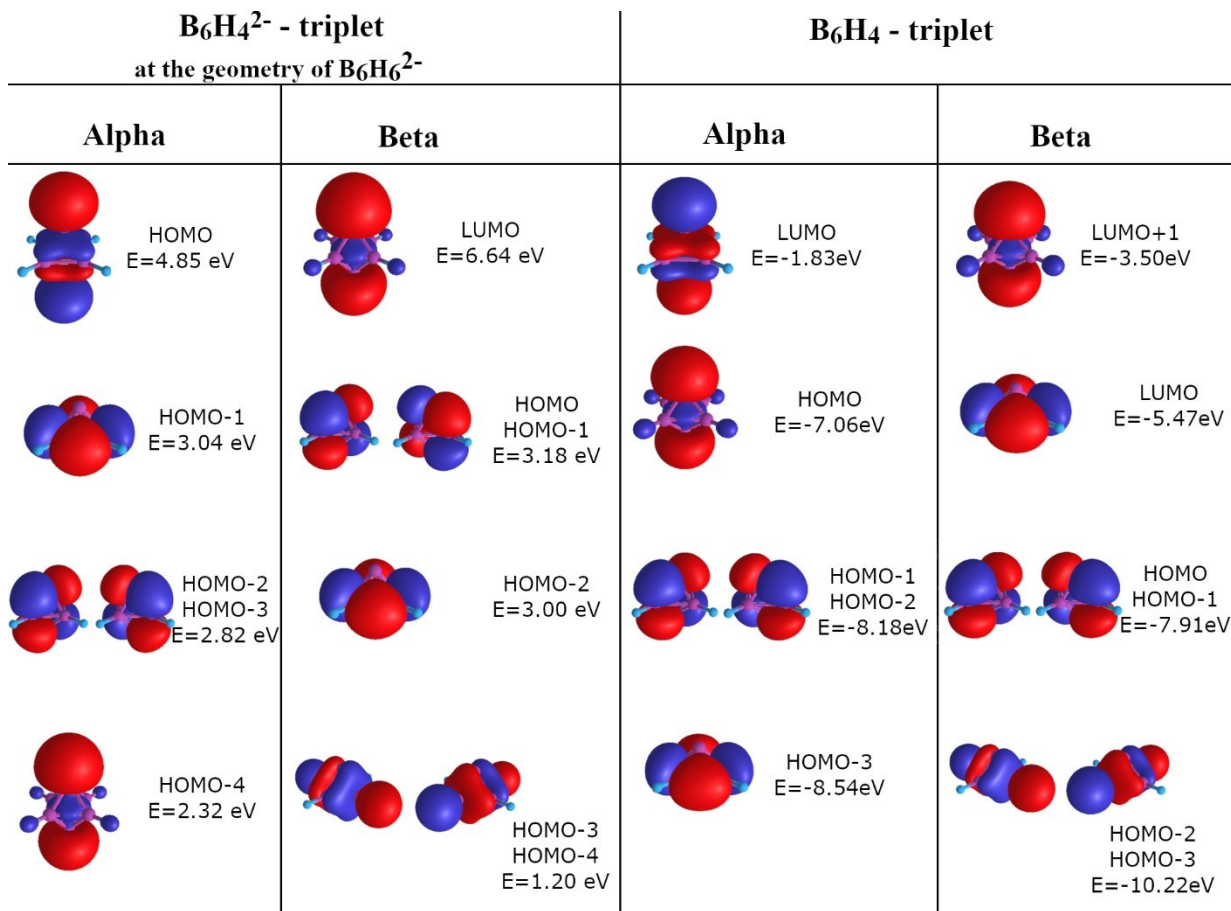 B₆H₄²⁻ - triplet
at the geometry of B₆H₆²⁻
B₆H₄ - triplet
Alpha
Beta
Alpha
Beta
HOMO
E=4.85 eV
LUMO
E=6.64 eV
LUMO
E=-1.83eV
LUMO+1
E=-3.50eV
HOMO-1
E=3.04 eV
HOMO
HOMO-1
E=3.18 eV
HOMO
E=-7.06eV
LUMO
E=-5.47eV
HOMO-2
HOMO-3
E=2.82 eV
HOMO-2
E=3.00 eV
HOMO-1
HOMO-2
E=-8.18eV
HOMO
HOMO-1
E=-7.91eV
HOMO-4
E=2.32 eV
HOMO-3
HOMO-4
E=1.20 eV
HOMO-3
E=-8.54eV
HOMO-2
HOMO-3
E=-10.22eV